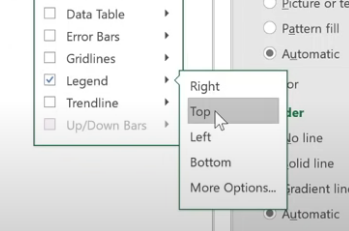 Data Table
Error Bars
Gridlines
Legend
Trendline
Up/Down Bars
Right
Top
Left
Bottom
More Options...
Picture or te
Pattern fill
Automatic
or
der
No line
olid line
Gradient line
Automatic